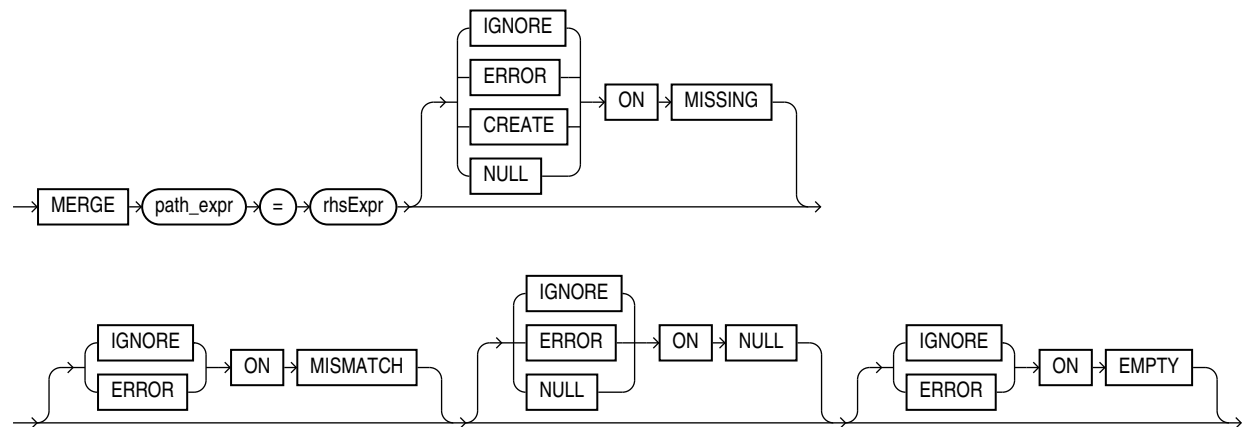 IGNORE
ERROR
CREATE
NULL
ON MISSING
MERGE path_expr = rhsExpr
IGNORE
ERROR
ON MISMATCH
IGNORE
ERROR
NULL
ON NULL
IGNORE
ERROR
ON EMPTY